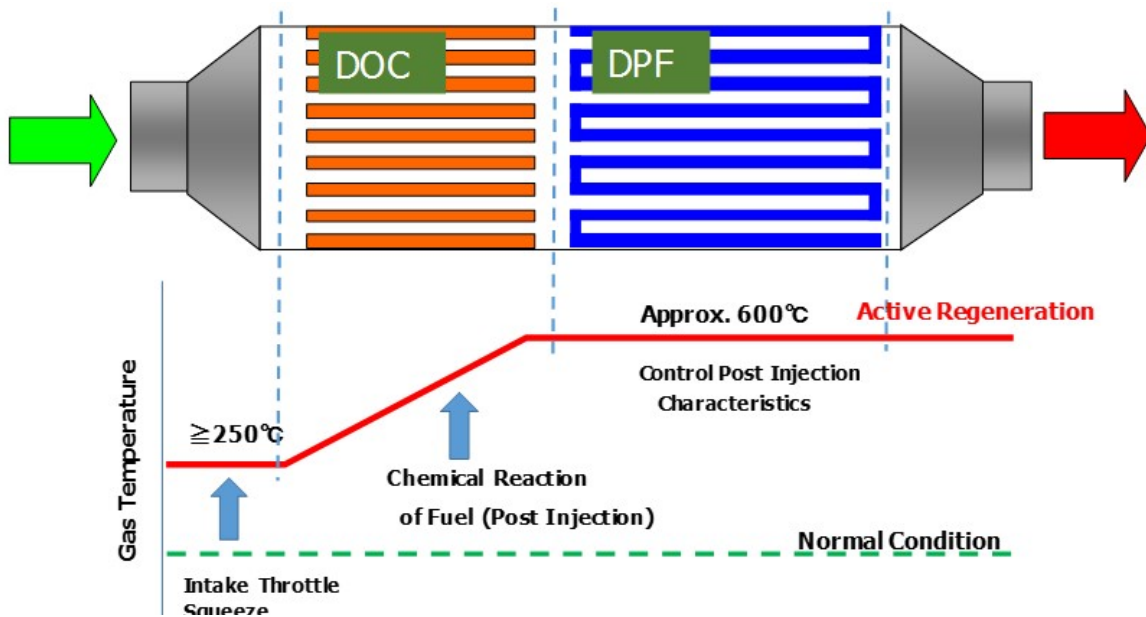 DOC
DPF
Approx. 600℃
Active Regeneration
Control Post Injection
Characteristics
≧250℃
Chemical Reaction
of Fuel (Post Injection)
Gas Temperature
Normal Condition
Intake Throttle
Squeeze